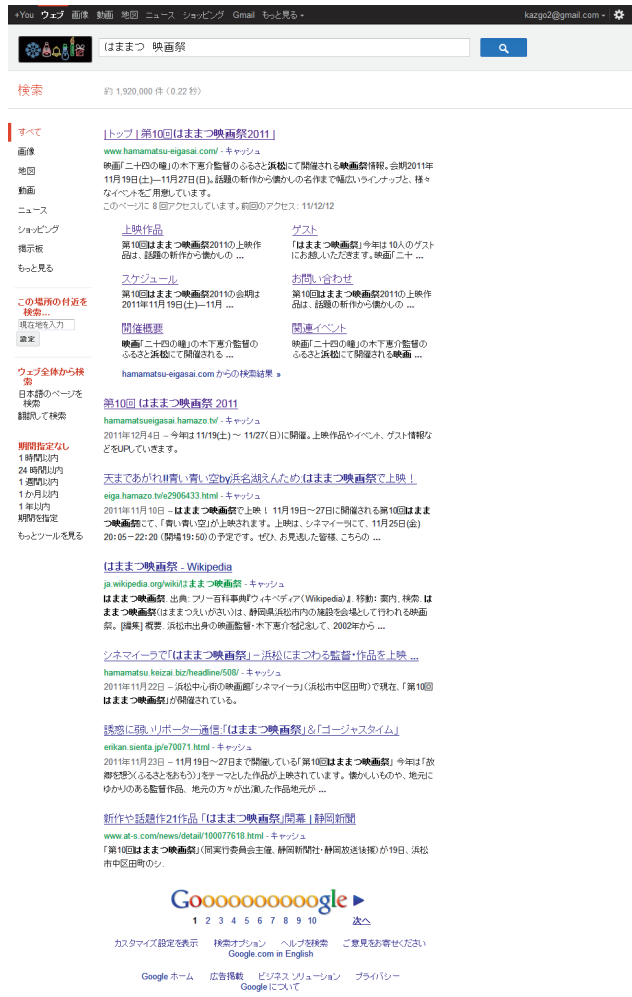 +You ウェブ 画像 動画 地図 ニュース ショッピング Gmail もっと見る kazgo2@gmail.com
はままつ 映画祭
検索 約 1,920,000 件 (0.22 秒)
すべて
画像
地図
動画
ニュース
ショッピング
掲示板
もっと見る
この場所の付近を
検索...
現在地を入力
設定
ウェブ全体から検
索
日本語のページを
検索
翻訳して検索
期間指定なし
1 時間以内
24 時間以内
1 週間以内
1 か月以内
1 年以内
期間を指定
もっとツールを見る
| トップ | 第10回はままつ映画祭2011 |
www.hamamatsu-eigasai.com/ - キャッシュ
映画「二十四の瞳」の木下恵介監督のふるさと浜松にて開催される映画祭情報。会期2011年
11月19日(土)―11月27日(日)。話題の新作から懐かしの名作まで幅広いラインナップと、様々
なイベントをご用意しています。
このページに 8 回アクセスしています。前回のアクセス: 11/12/12
上映作品
第10回はままつ映画祭2011の上映作
品は、話題の新作から懐かしの ...
ゲスト
「はままつ映画祭」今年は10人のゲスト
にお越しいただきます。映画「二十 ...
スケジュール
第10回はままつ映画祭2011の会期は
2011年11月19日(土)―11月 ...
お問い合わせ
第10回はままつ映画祭2011の上映作
品は、話題の新作から懐かしの ...
開催概要
映画「二十四の瞳」の木下恵介監督の
ふるさと浜松にて開催される ...
関連イベント
映画「二十四の瞳」の木下恵介監督の
ふるさと浜松にて開催される映画 ...
hamamatsu-eigasai.com からの検索結果 »
第10回 はままつ映画祭 2011
hamamatsueigasai.hamazo.tv/ - キャッシュ
2011年12月4日 – 今年は 11/19(土) ~ 11/27(日)に開催。上映作品やイベント、ゲスト情報な
どをUPしていきます。
天まであがれ!!青い青い空by浜名湖えんため:はままつ映画祭で上映!
eiga.hamazo.tv/e2906433.html - キャッシュ
2011年11月10日 – はままつ映画祭で上映! 11月19日~27日に開催される第10回はまま
つ映画祭にて、「青い青い空」が上映されます。 上映は、シネマイーラにて、11月25日(金)
20:05-22:20 (開場19:50)の予定です。 ぜひ、お見逃した皆様、こちらの ...
はままつ映画祭 - Wikipedia
ja.wikipedia.org/wiki/はままつ映画祭 - キャッシュ
はままつ映画祭. 出典: フリー百科事典『ウィキペディア(Wikipedia)』. 移動: 案内, 検索. は
ままつ映画祭(はままつえいがさい)は、静岡県浜松市内の施設を会場として行われる映画
祭。 [編集] 概要. 浜松市出身の映画監督・木下恵介を記念して、2002年から ...
シネマイーラで「はままつ映画祭」 – 浜松にまつわる監督・作品を上映 ...
hamamatsu.keizai.biz/headline/508/ - キャッシュ
2011年11月22日 – 浜松中心街の映画館「シネマイーラ」(浜松市中区田町)で現在、「第10回
はままつ映画祭」が開催されている。
誘惑に弱いリポーター通信:「はままつ映画祭」&「ゴージャスタイム」
erikan.sienta.jp/e70071.html - キャッシュ
2011年11月23日 – 11月19日~27日まで開催している「第10回はままつ映画祭」 今年は「故
郷を想う(ふるさとをおもう)」をテーマとした作品が上映されています。 懐かしいものや、地元に
ゆかりのある監督作品、地元の方々が出演した作品地元が ...
新作や話題作21作品 「はままつ映画祭」開幕 | 静岡新聞
www.at-s.com/news/detail/100077618.html - キャッシュ
「第10回はままつ映画祭」(同実行委員会主催、静岡新聞社・静岡放送後援)が19日、浜松
市中区田町のシ.
Goooooooooogle
1 2 3 4 5 6 7 8 9 10 次へ
カスタマイズ設定を表示 検索オプション ヘルプを検索 ご意見をお寄せください
Google.com in English
Google ホーム 広告掲載 ビジネス ソリューション プライバシー
Google について